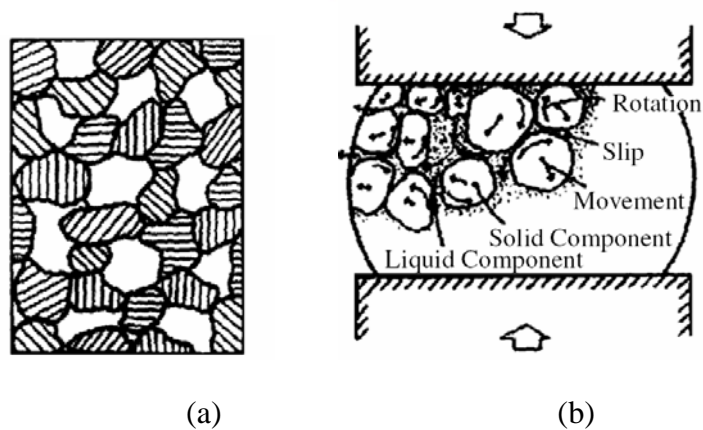 Rotation
Slip
Movement
Solid Component
Liquid Component
(a)
(b)